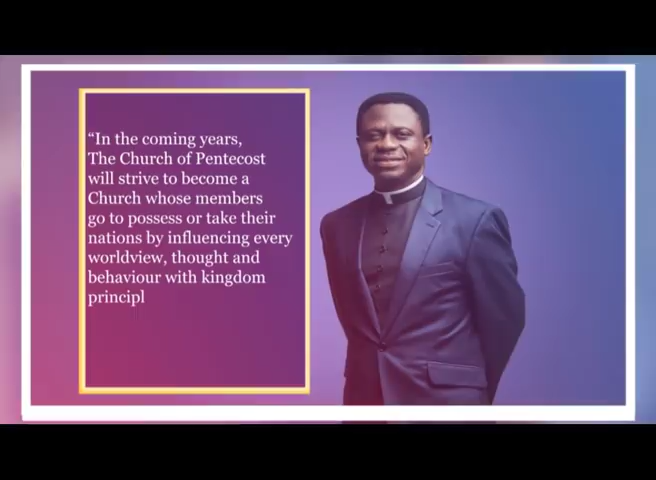 “In the coming years,
The Church of Pentecost
will strive to become a
Church whose members
go to possess or take their
nations by influencing every
worldview, thought and
behaviour with kingdom
principl